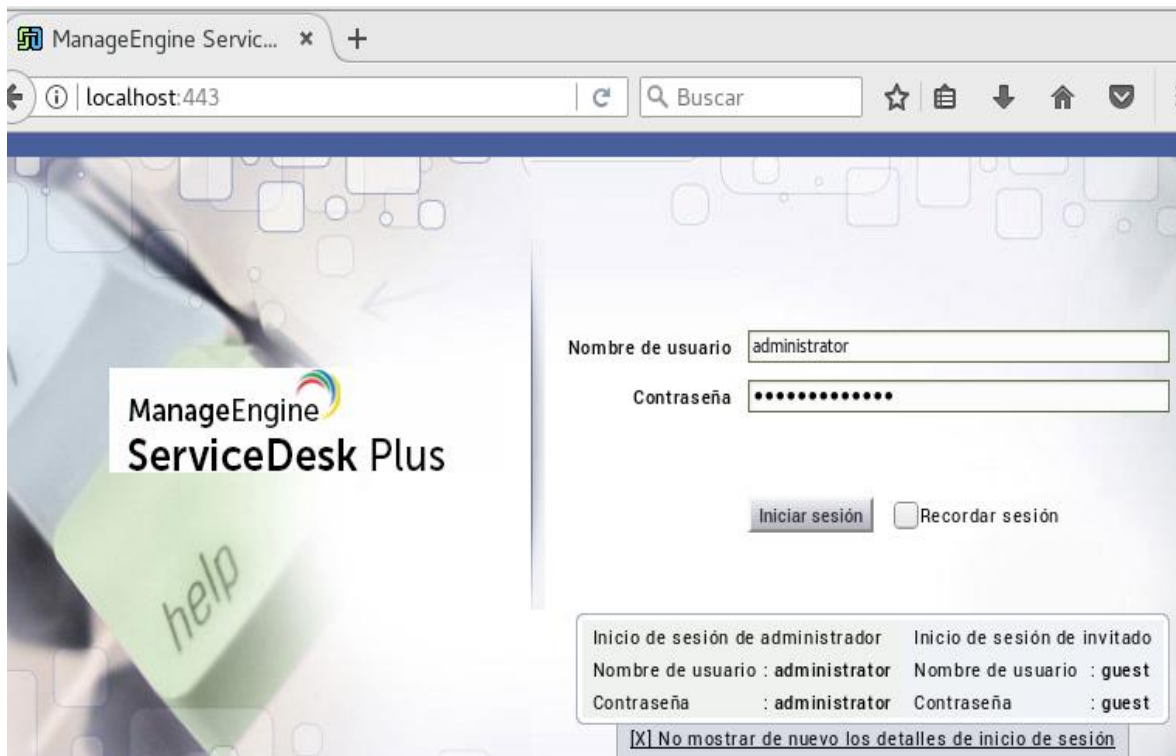 ManageEngine Servic...
localhost:443
Buscar
Nombre de usuario administrator
Contraseña
ManageEngine
ServiceDesk Plus
Iniciar sesión Recordar sesión
help
Inicio de sesión de administrador Inicio de sesión de invitado
Nombre de usuario : administrator Nombre de usuario : guest
Contraseña : administrator Contraseña : guest
[X] No mostrar de nuevo los detalles de inicio de sesión